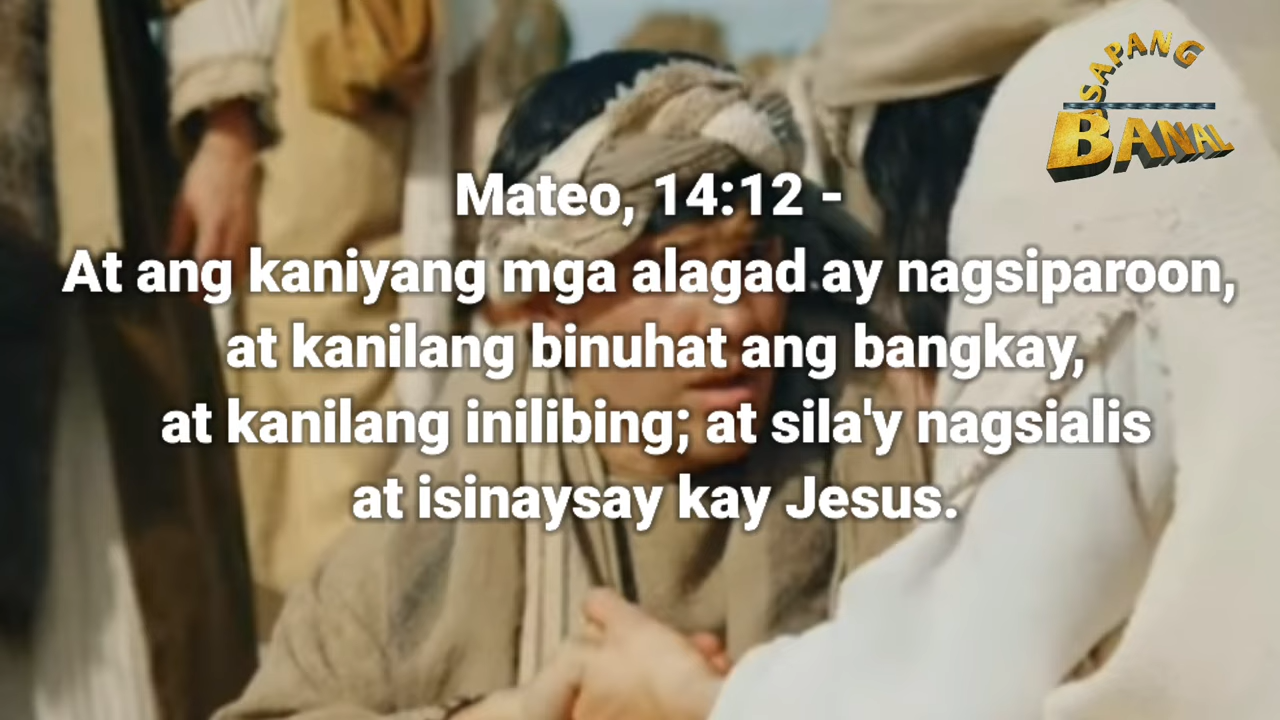 USAPANG
BANAL
Mateo, 14:12 -
At ang kaniyang mga alagad ay nagsiparoon,
at kanilang binuhat ang bangkay,
at kanilang inilibing; at sila'y nagsialis
at isinaysay kay Jesus.